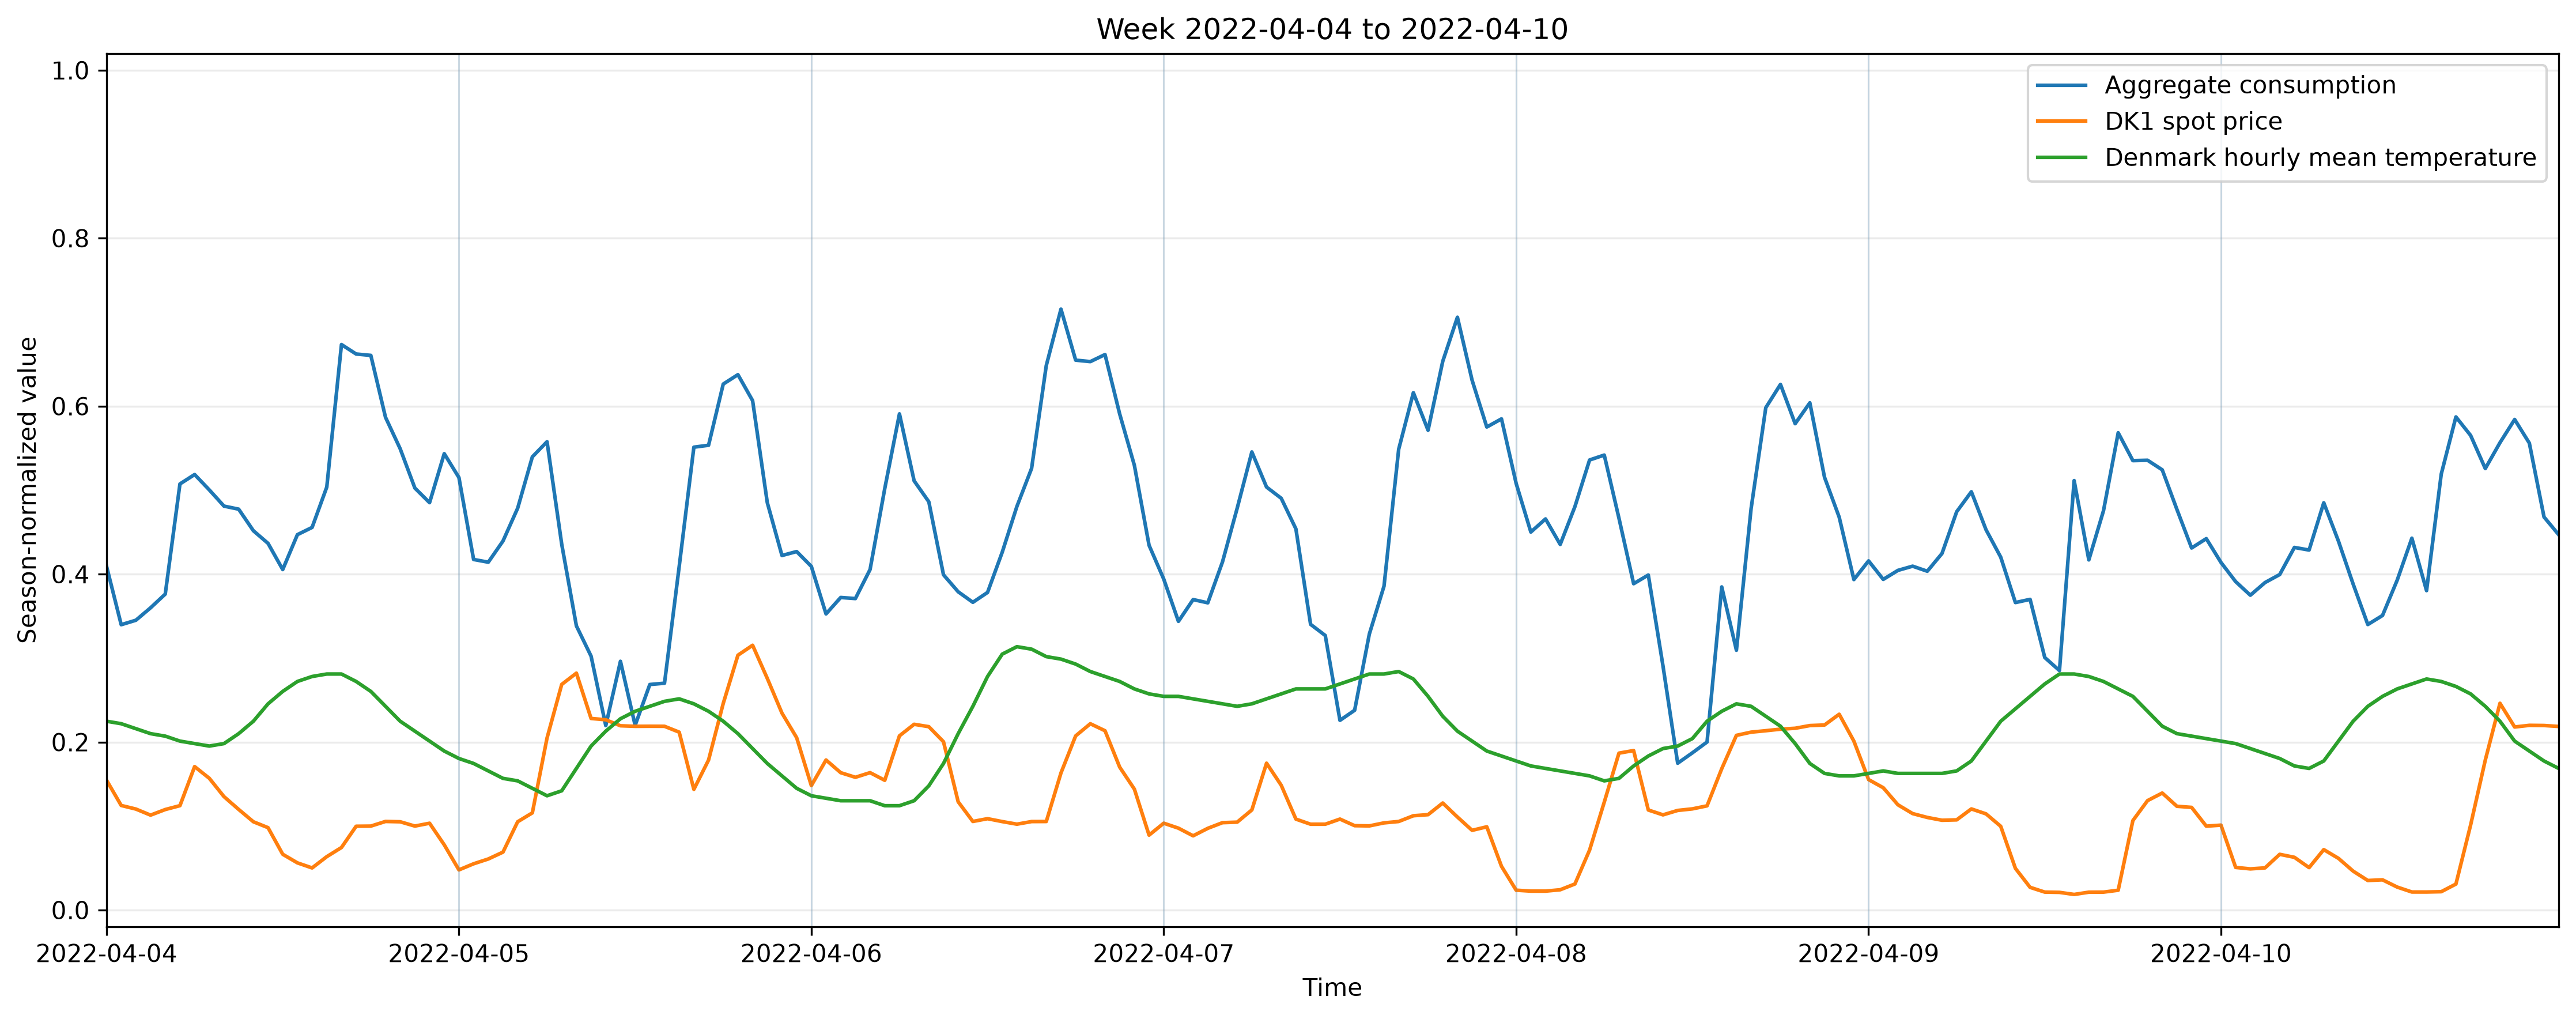 Week 2022-04-04 to 2022-04-10
Aggregate consumption
DK1 spot price
Denmark hourly mean temperature
Season-normalized value
1.0
0.8
0.6
0.4
0.2
0.0
2022-04-04 2022-04-05 2022-04-06 2022-04-07 2022-04-08 2022-04-09 2022-04-10
Time